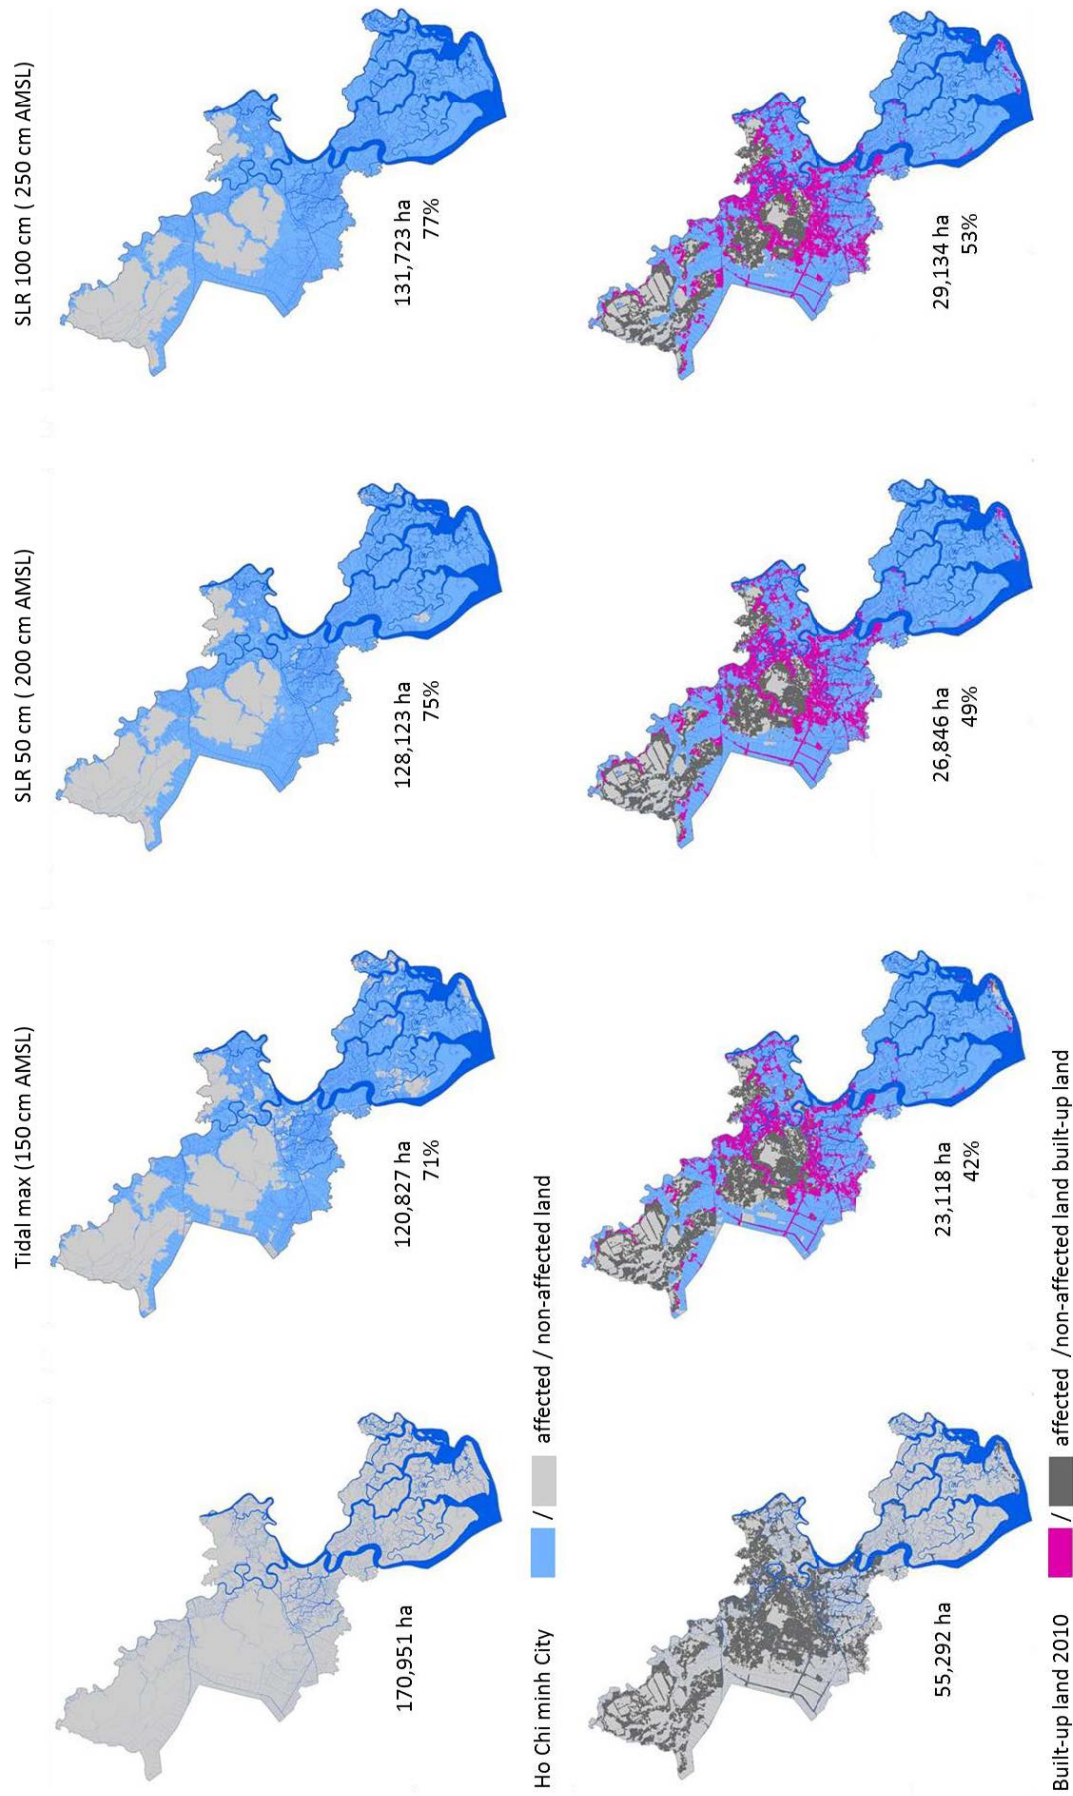 Tidal max (150 cm AMSL)
SLR 50 cm ( 200 cm AMSL)
SLR 100 cm ( 250 cm AMSL)
170,951 ha
120,827 ha
71%
128,123 ha
75%
131,723 ha
77%
Ho Chi minh City / affected / non-affected land
55,292 ha
23,118 ha
42%
26,846 ha
49%
29,134 ha
53%
Built-up land 2010 / affected /non-affected land built-up land